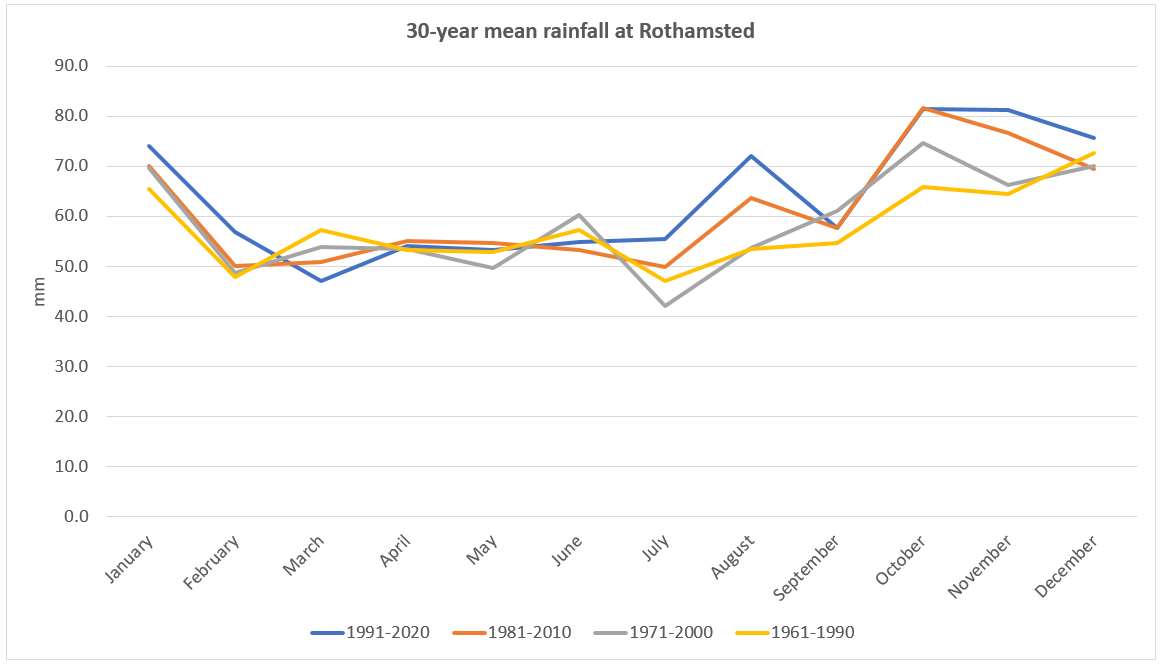 30-year mean rainfall at Rothamsted
90.0
80.0
70.0
60.0
50.0
40.0
30.0
20.0
10.0
0.0
mm
January
February
March
April
May
June
July
August
September
October
November
December
1991-2020 1981-2010 1971-2000 1961-1990